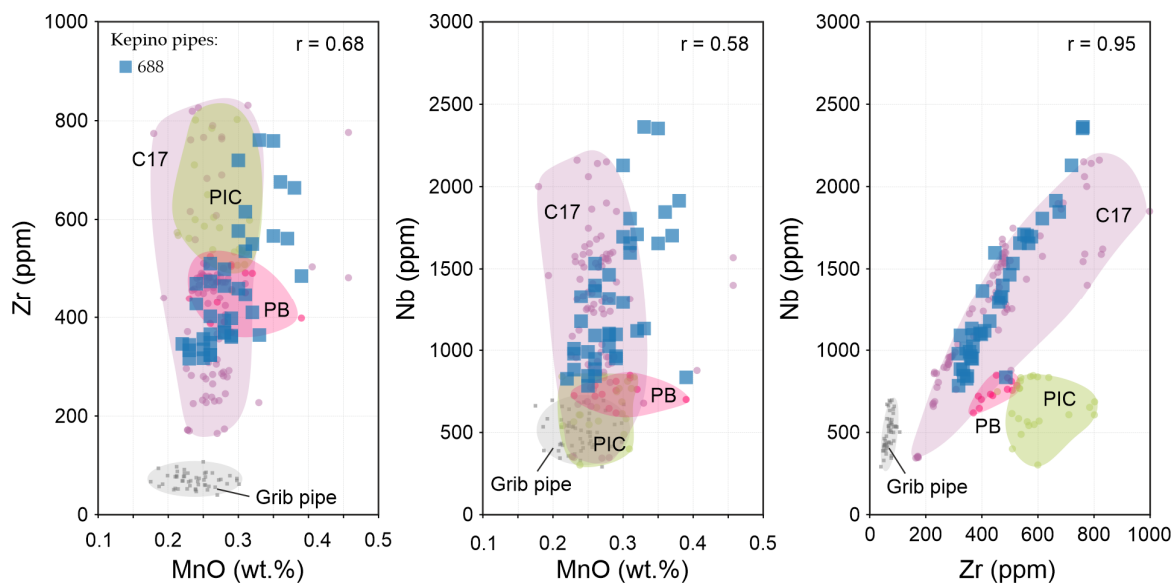 Zr (ppm)
1000
800
600
400
200
0
Kepino pipes:
688
r = 0.68
C17
PIC
PB
Grib pipe
0.1
0.2
0.3
0.4
0.5
MnO (wt.%)
Nb (ppm)
3000
2500
2000
1500
1000
500
0
r = 0.58
C17
PB
PIC
Grib pipe
0.1
0.2
0.3
0.4
0.5
MnO (wt.%)
Nb (ppm)
3000
2500
2000
1500
1000
500
0
r = 0.95
C17
PIC
PB
Grib pipe
0
200
400
600
800
1000
Zr (ppm)